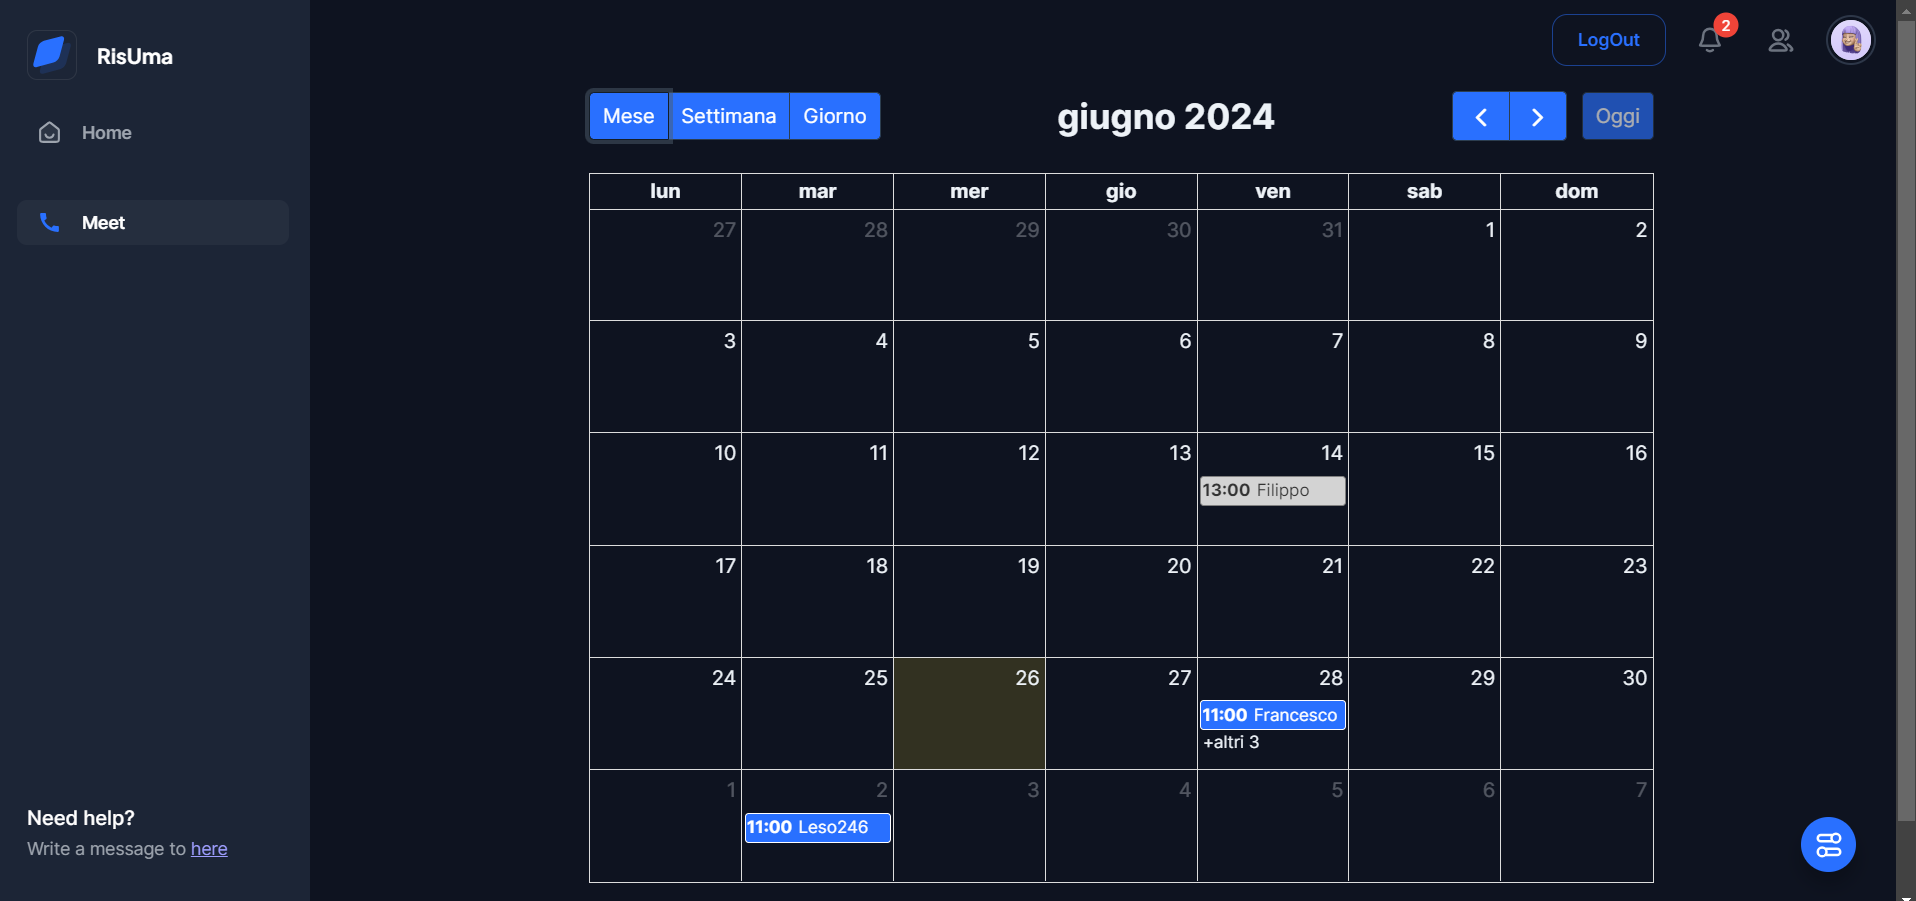 RisUma
Home
Meet
Need help?
Write a message to here
LogOut
2
Mese Settimana Giorno
giugno 2024
Oggi
lun mar mer gio ven sab dom
27 28 29 30 31 1 2
3 4 5 6 7 8 9
10 11 12 13 14 15 16
13:00 Filippo
17 18 19 20 21 22 23
24 25 26 27 28 29 30
11:00 Francesco
+altri 3
1 2 3 4 5 6 7
11:00 Leso246